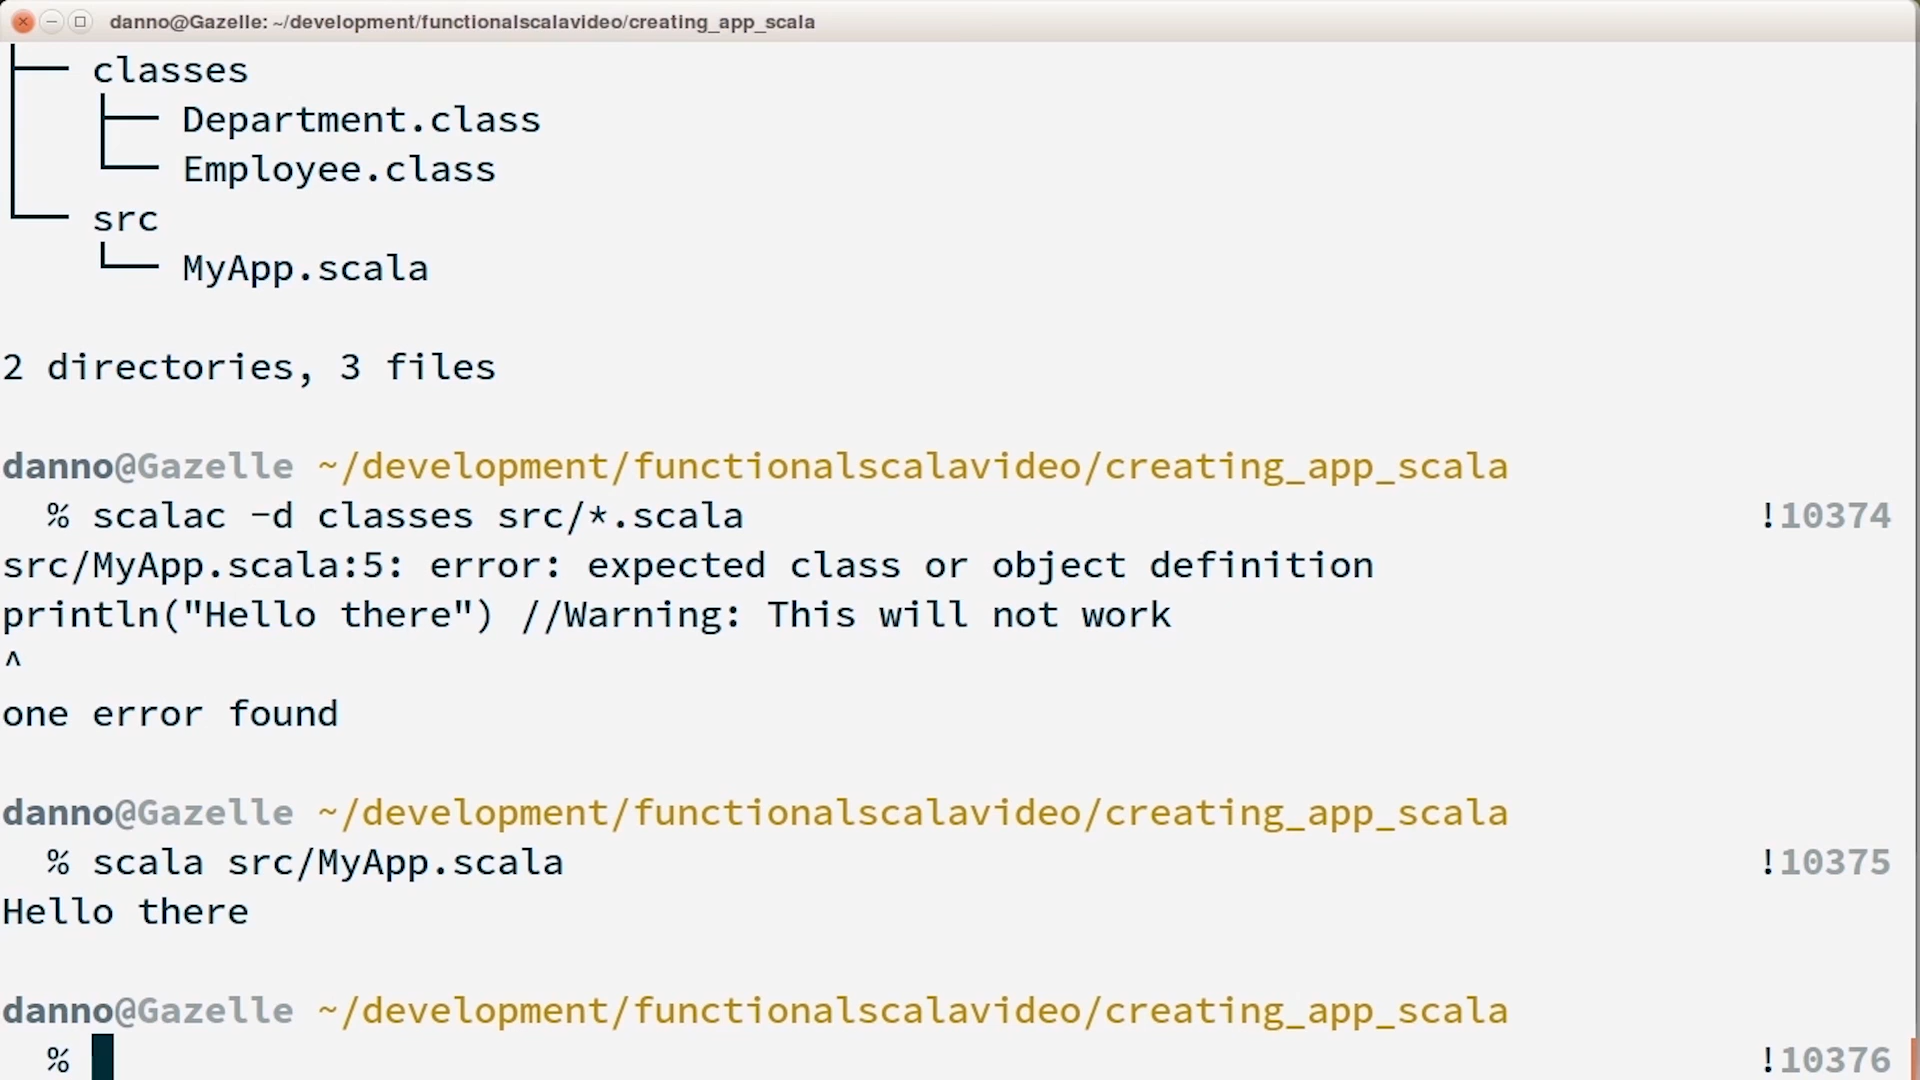 danno@Gazelle: ~/development/functionalscalavideo/creating_app_scala
├── classes
│   ├── Department.class
│   └── Employee.class
└── src
    └── MyApp.scala
2 directories, 3 files
danno@Gazelle ~/development/functionalscalavideo/creating_app_scala
  % scalac -d classes src/*.scala !10374
src/MyApp.scala:5: error: expected class or object definition
println("Hello there") //Warning: This will not work
^
one error found
danno@Gazelle ~/development/functionalscalavideo/creating_app_scala
  % scala src/MyApp.scala !10375
Hello there
danno@Gazelle ~/development/functionalscalavideo/creating_app_scala
  % !10376